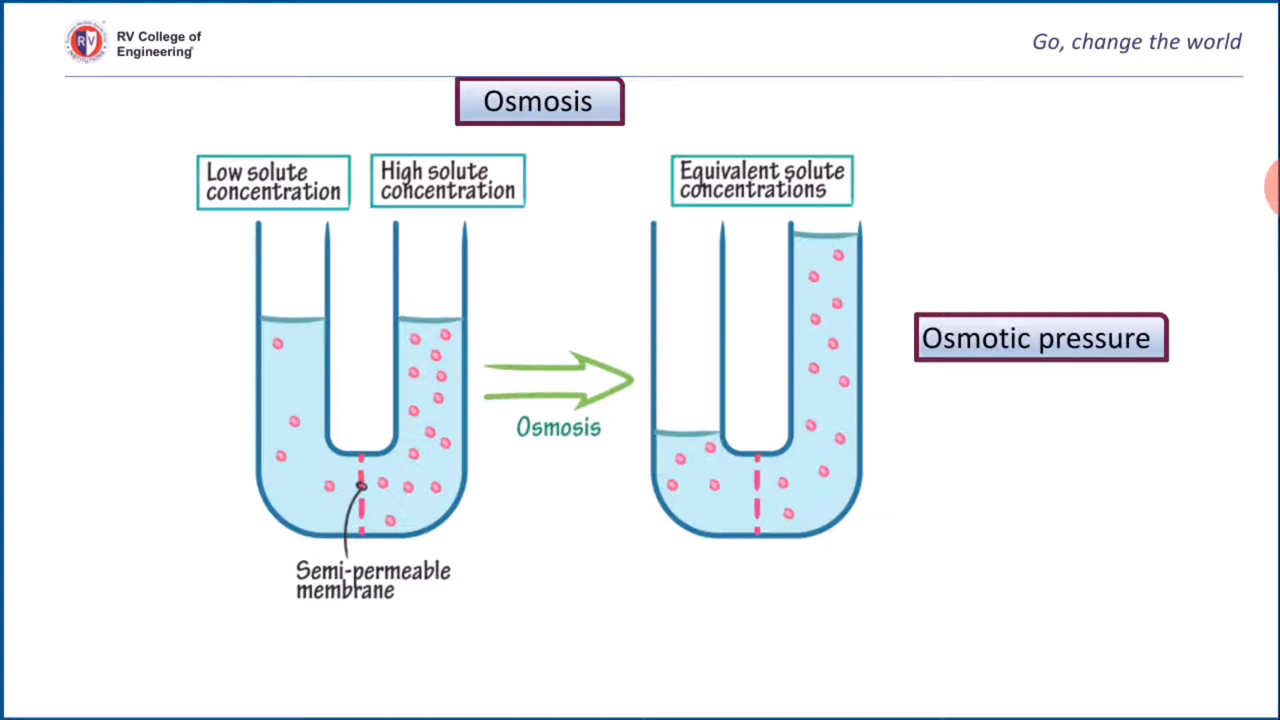 RV College of
Engineering
Go, change the world
Osmosis
Low solute
concentration
High solute
concentration
Equivalent solute
concentrations
Osmotic pressure
Osmosis
Semi-permeable
membrane